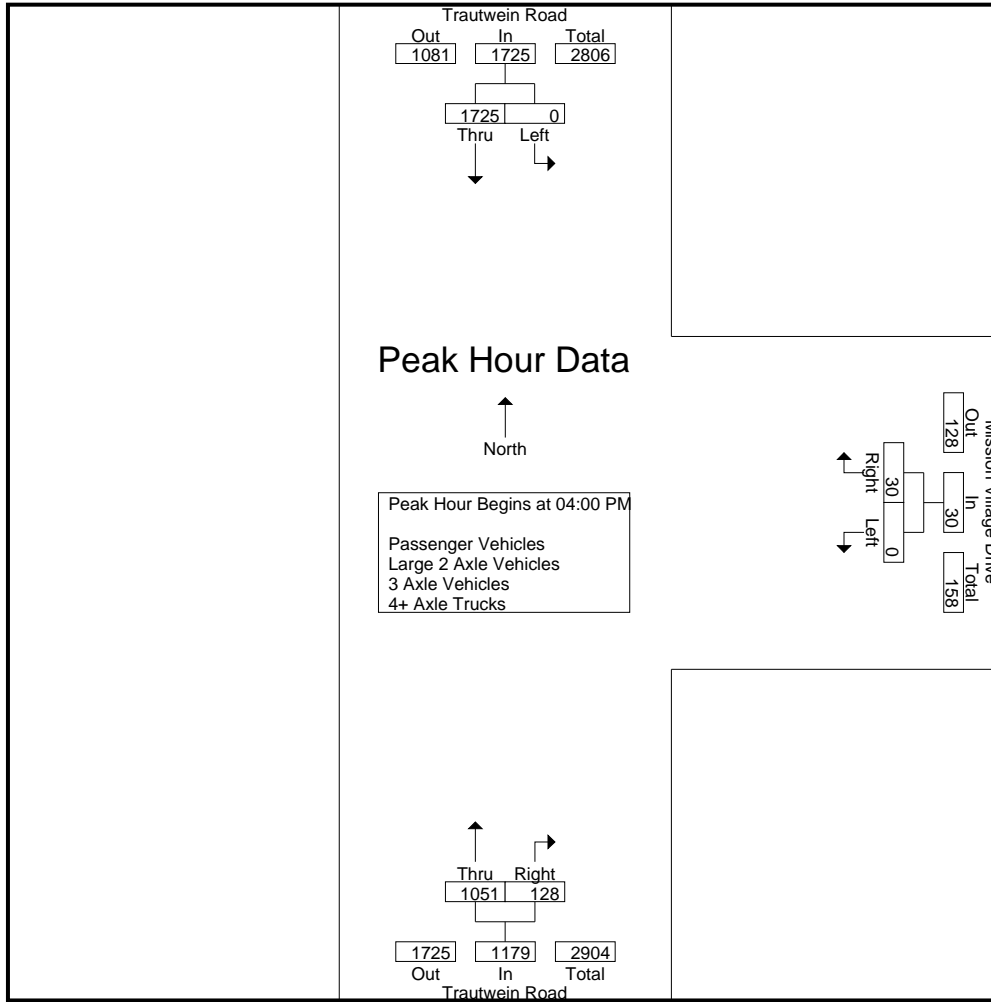 Trautwein Road
Out In Total
1081 1725 2806
1725 0
Thru Left
Peak Hour Data
North
Peak Hour Begins at 04:00 PM
Passenger Vehicles
Large 2 Axle Vehicles
3 Axle Vehicles
4+ Axle Trucks
Mission Village Drive
Out In Total
128 30 158
30 0
Right Left
Thru Right
1051 128
1725 1179 2904
Out In Total
Trautwein Road